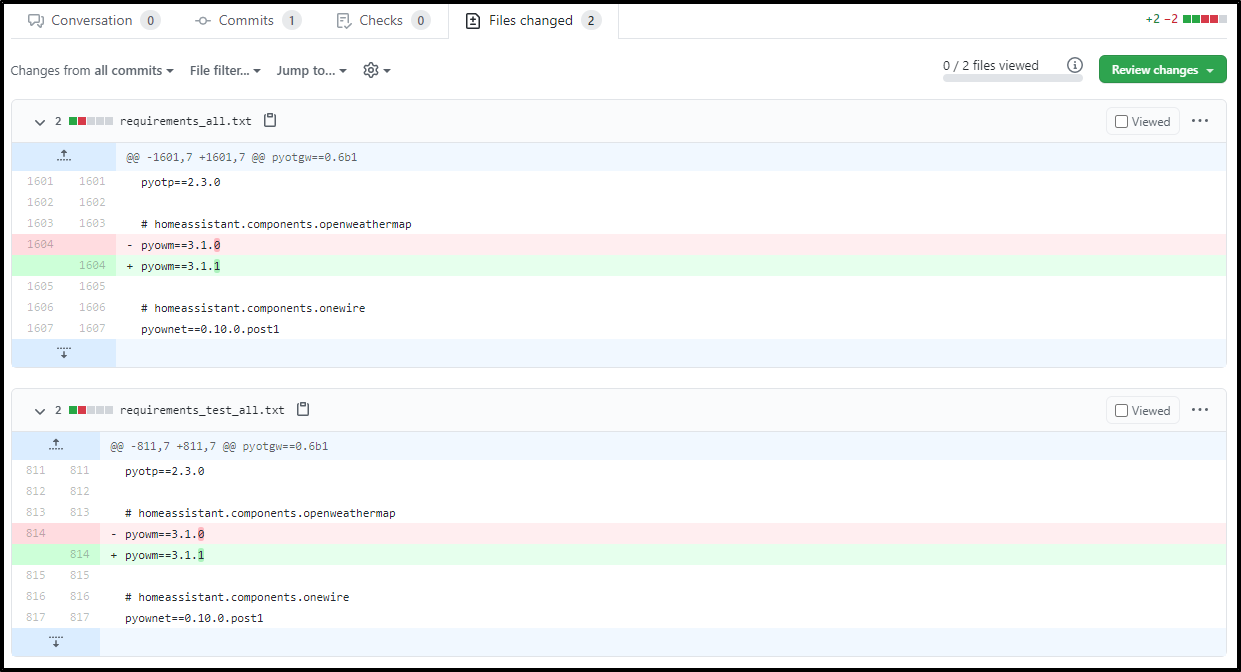 Conversation 0 Commits 1 Checks 0 Files changed 2 +2 −2
Changes from all commits File filter... Jump to... 0 / 2 files viewed Review changes
2 requirements_all.txt Viewed
@@ -1601,7 +1601,7 @@ pyotgw==0.6b1
1601 1601 pyotp==2.3.0
1602 1602
1603 1603 # homeassistant.components.openweathermap
1604 - pyowm==3.1.0
1604 + pyowm==3.1.1
1605 1605
1606 1606 # homeassistant.components.onewire
1607 1607 pyownet==0.10.0.post1
2 requirements_test_all.txt Viewed
@@ -811,7 +811,7 @@ pyotgw==0.6b1
811 811 pyotp==2.3.0
812 812
813 813 # homeassistant.components.openweathermap
814 - pyowm==3.1.0
814 + pyowm==3.1.1
815 815
816 816 # homeassistant.components.onewire
817 817 pyownet==0.10.0.post1